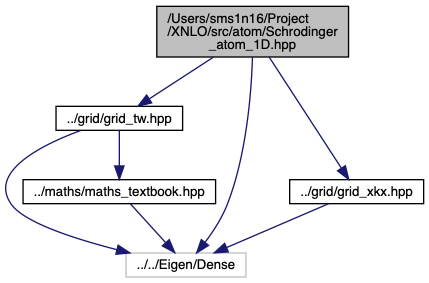 /Users/sms1n16/Project
/XNLO/src/atom/Schrodinger
_atom_1D.hpp
../grid/grid_tw.hpp
../maths/maths_textbook.hpp
../grid/grid_xkx.hpp
../../Eigen/Dense